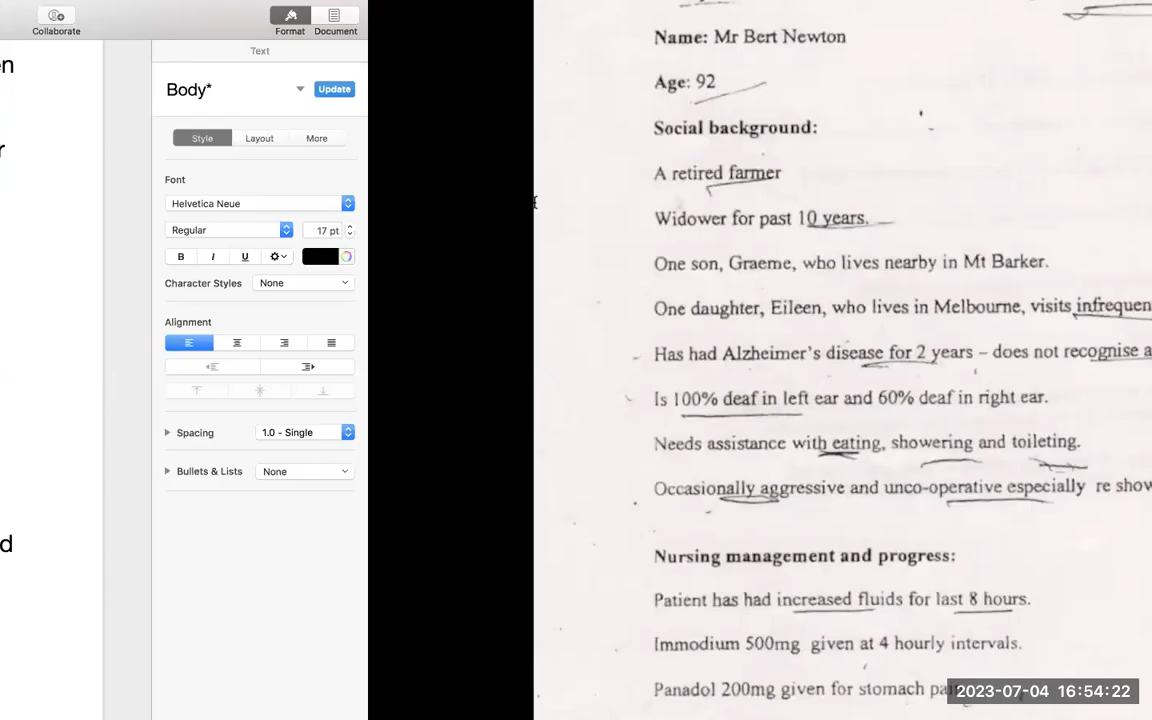 Collaborate
Format
Document
en
r
d
Text
Body*
Update
Style
Layout
More
Font
Helvetica Neue
Regular
17 pt
B I U
Character Styles
None
Alignment
Spacing
1.0 - Single
Bullets & Lists
None
Name: Mr Bert Newton
Age: 92
Social background:
A retired farmer
Widower for past 10 years.
One son, Graeme, who lives nearby in Mt Barker.
One daughter, Eileen, who lives in Melbourne, visits infrequen
Has had Alzheimer's disease for 2 years – does not recognise a
Is 100% deaf in left ear and 60% deaf in right ear.
Needs assistance with eating, showering and toileting.
Occasionally aggressive and unco-operative especially re show
Nursing management and progress:
Patient has had increased fluids for last 8 hours.
Immodium 500mg given at 4 hourly intervals.
Panadol 200mg given for stomach pai
2023-07-04 16:54:22